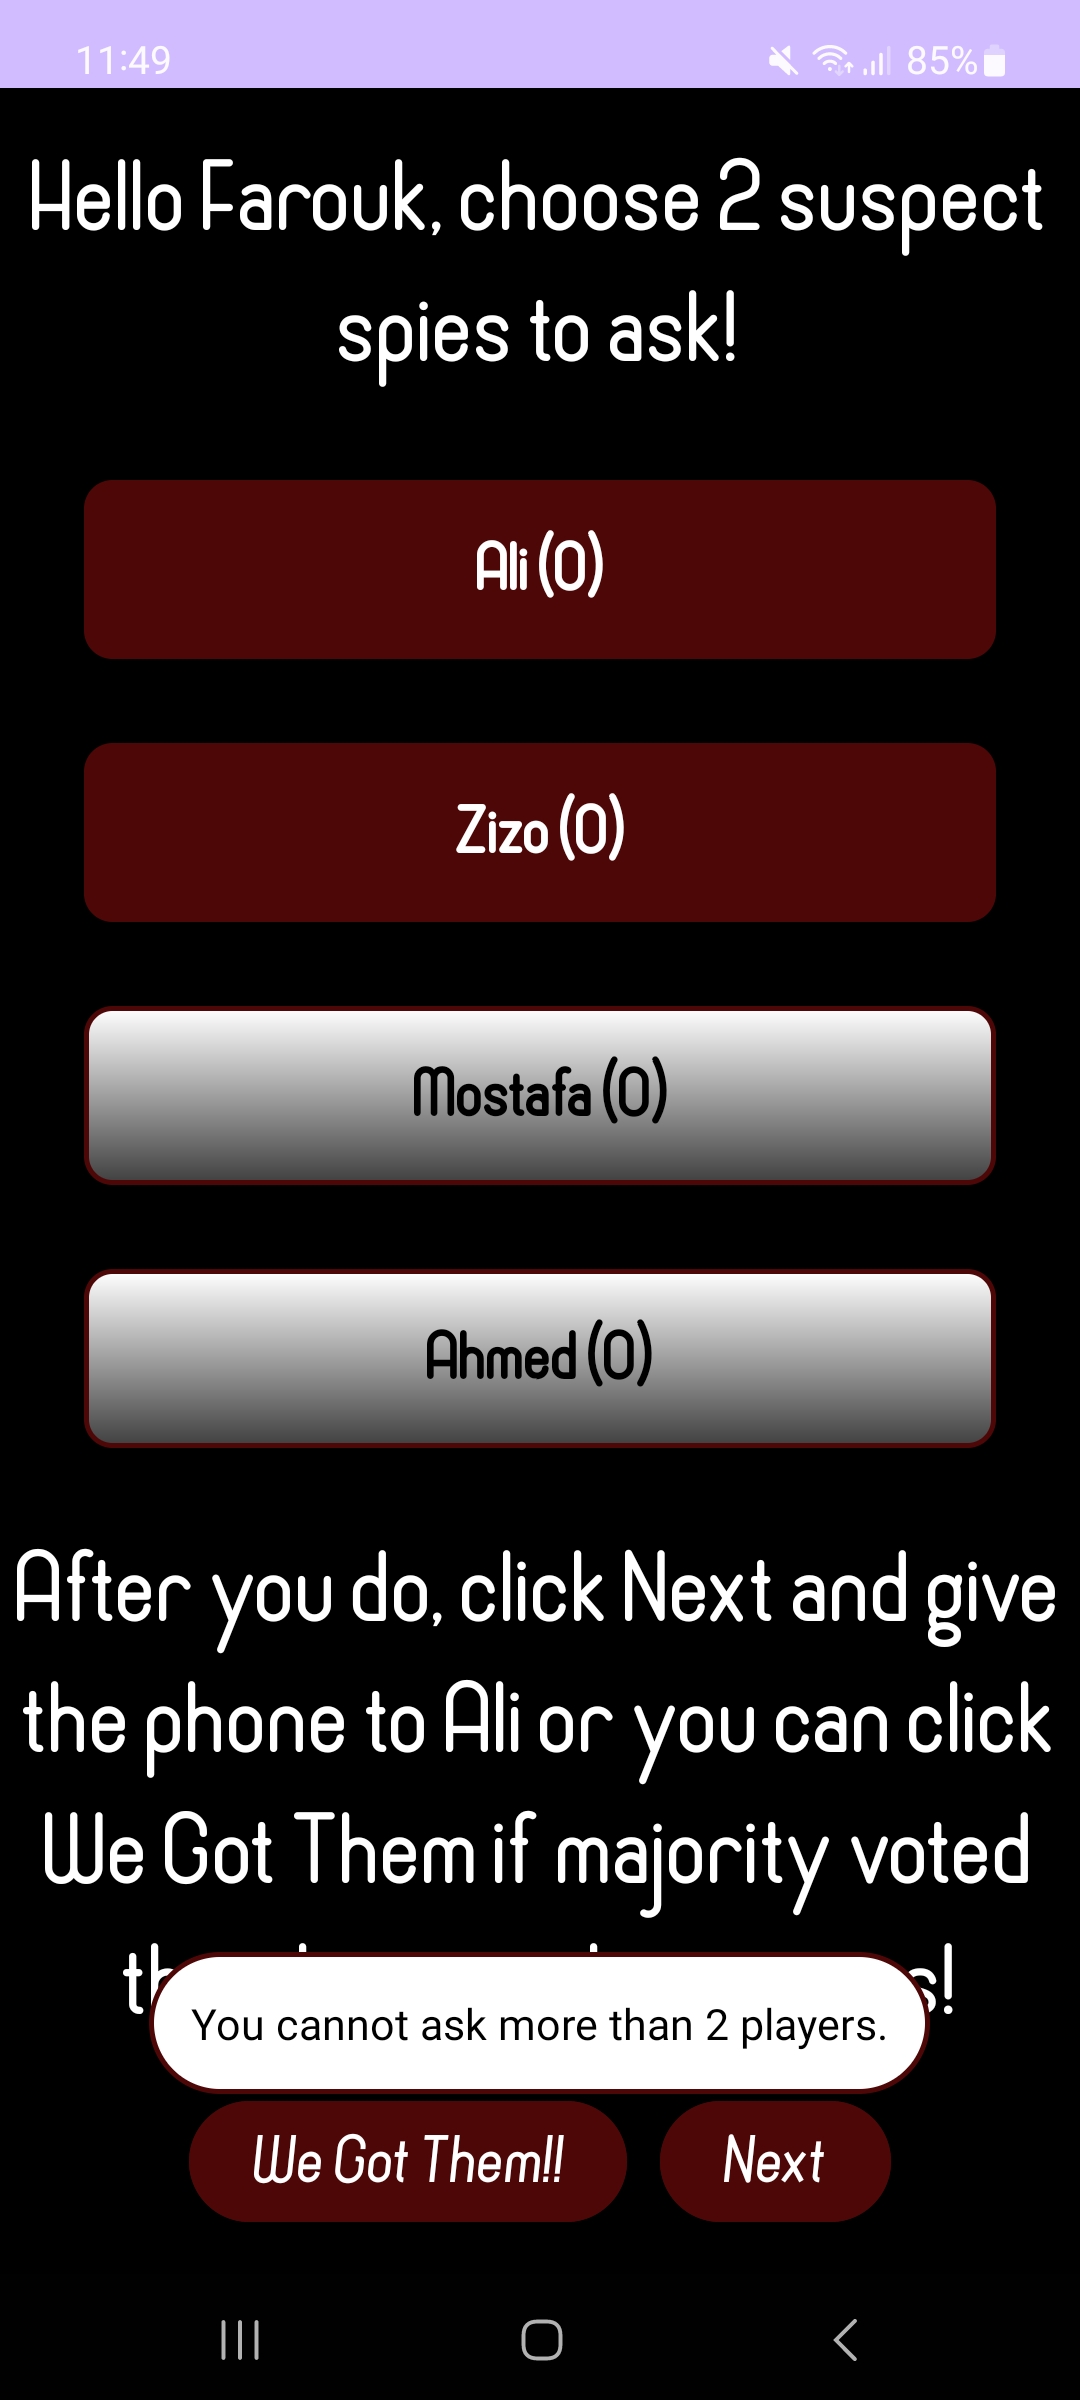 11:49
85%
Hello Farouk, choose 2 suspect
spies to ask!
Ali (0)
Zizo (0)
Mostafa (0)
Ahmed (0)
After you do, click Next and give
the phone to Ali or you can click
We Got Them if majority voted
You cannot ask more than 2 players.
We Got Them!!
Next